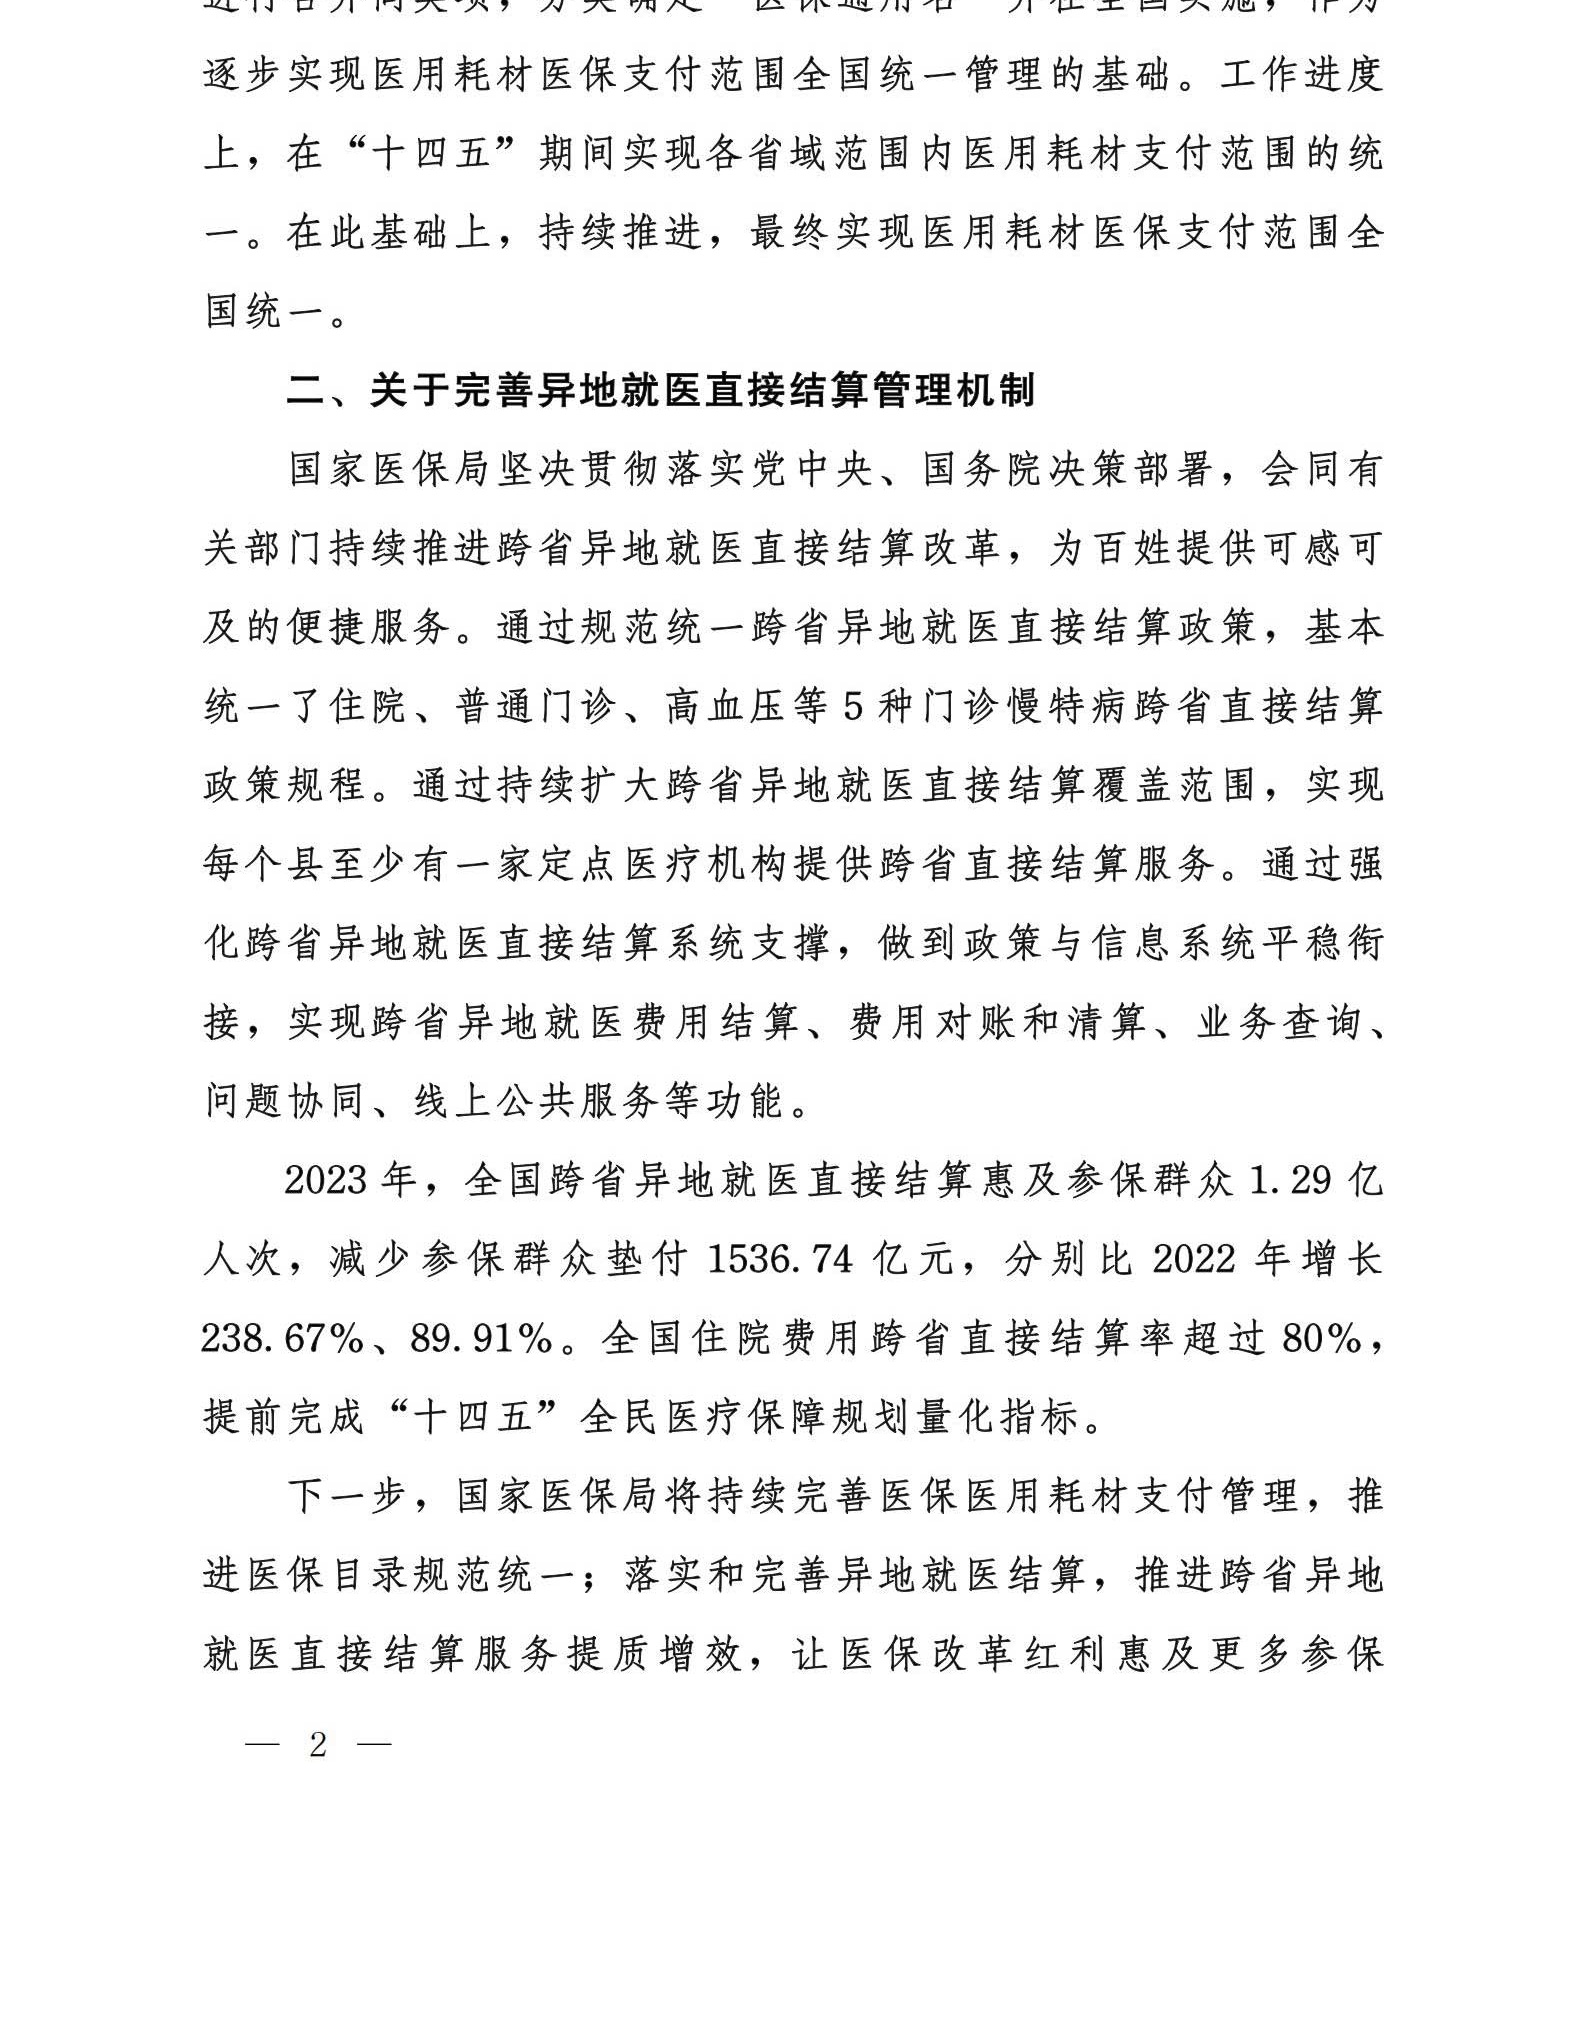 进行合并同类项，分类确定“医保通用名”并在全国实施，作为
逐步实现医用耗材医保支付范围全国统一管理的基础。工作进度
上，在“十四五”期间实现各省域范围内医用耗材支付范围的统
一。在此基础上，持续推进，最终实现医用耗材医保支付范围全
国统一。
二、关于完善异地就医直接结算管理机制
国家医保局坚决贯彻落实党中央、国务院决策部署，会同有
关部门持续推进跨省异地就医直接结算改革，为百姓提供可感可
及的便捷服务。通过规范统一跨省异地就医直接结算政策，基本
统一了住院、普通门诊、高血压等5种门诊慢特病跨省直接结算
政策规程。通过持续扩大跨省异地就医直接结算覆盖范围，实现
每个县至少有一家定点医疗机构提供跨省直接结算服务。通过强
化跨省异地就医直接结算系统支撑，做到政策与信息系统平稳衔
接，实现跨省异地就医费用结算、费用对账和清算、业务查询、
问题协同、线上公共服务等功能。
2023年，全国跨省异地就医直接结算惠及参保群众1.29亿
人次，减少参保群众垫付1536.74亿元，分别比2022年增长
238.67%、89.91%。全国住院费用跨省直接结算率超过80%，
提前完成“十四五”全民医疗保障规划量化指标。
下一步，国家医保局将持续完善医保医用耗材支付管理，推
进医保目录规范统一；落实和完善异地就医结算，推进跨省异地
就医直接结算服务提质增效，让医保改革红利惠及更多参保
— 2 —